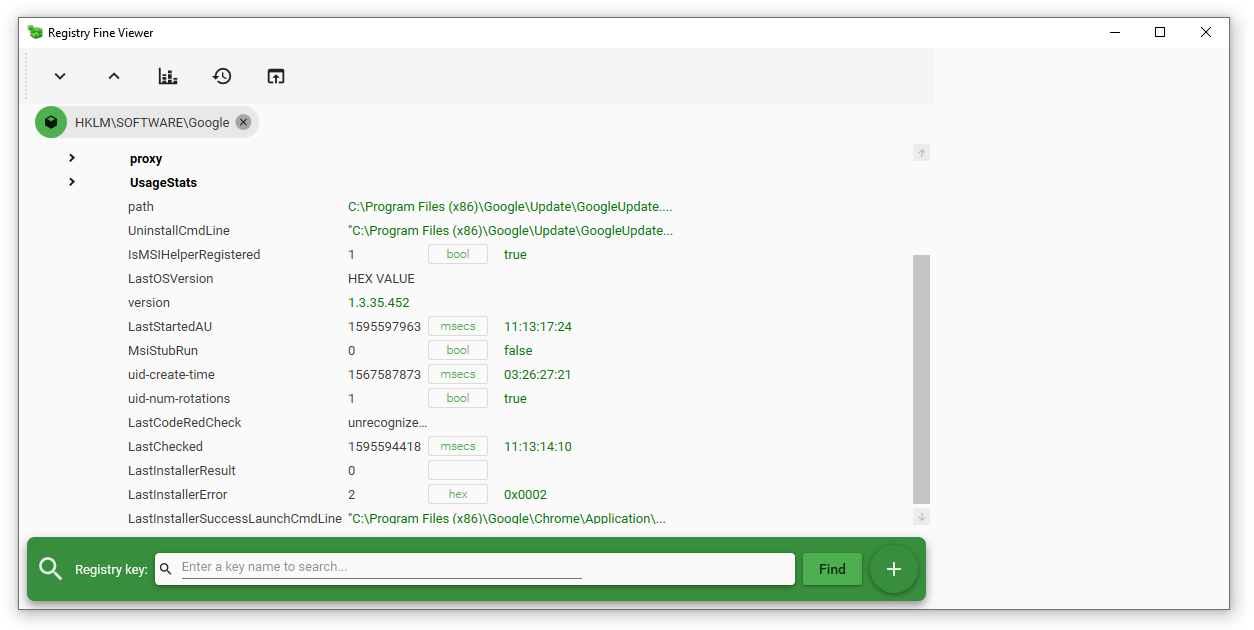 Registry Fine Viewer
HKLM\SOFTWARE\Google
proxy
UsageStats
path C:\Program Files (x86)\Google\Update\GoogleUpdate....
UninstallCmdLine "C:\Program Files (x86)\Google\Update\GoogleUpdate...
IsMSIHelperRegistered 1 bool true
LastOSVersion HEX VALUE
version 1.3.35.452
LastStartedAU 1595597963 msecs 11:13:17:24
MsiStubRun 0 bool false
uid-create-time 1567587873 msecs 03:26:27:21
uid-num-rotations 1 bool true
LastCodeRedCheck unrecognize...
LastChecked 1595594418 msecs 11:13:14:10
LastInstallerResult 0
LastInstallerError 2 hex 0x0002
LastInstallerSuccessLaunchCmdLine "C:\Program Files (x86)\Google\Chrome\Application\...
Registry key: Enter a key name to search... Find